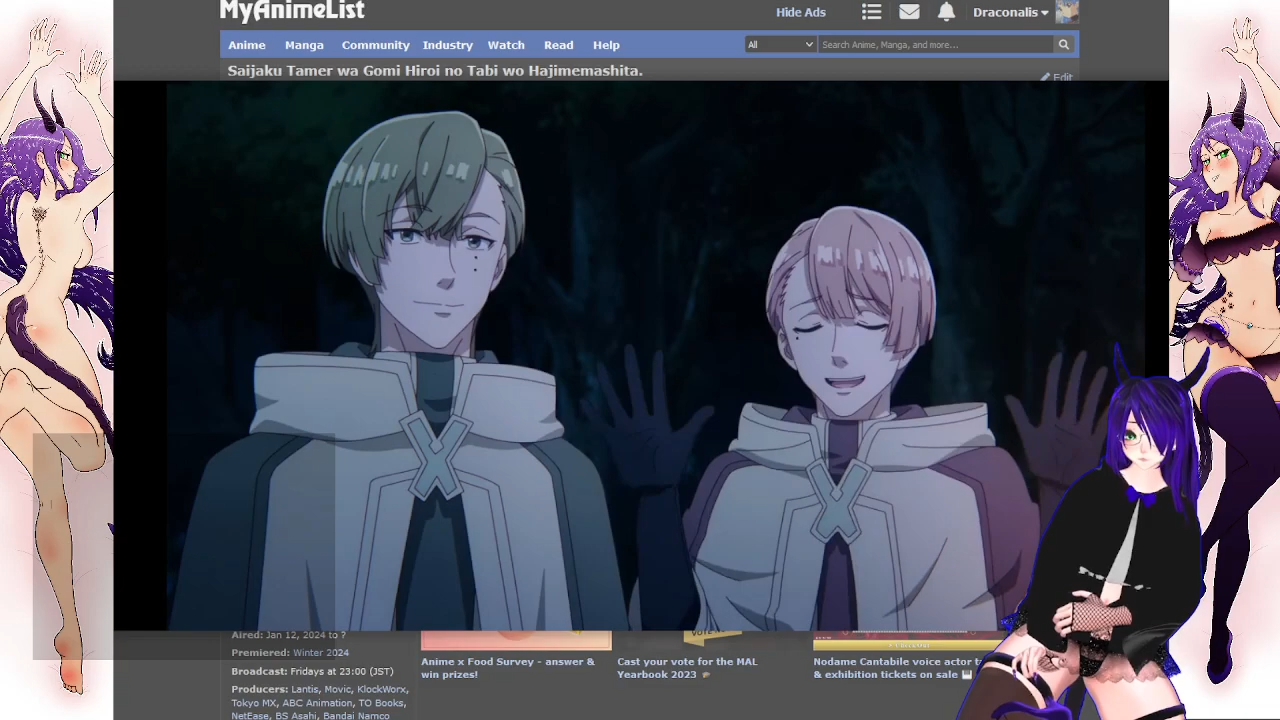 MyAnimeList
Hide Ads
Draconalis
Anime Manga Community Industry Watch Read Help
All
Search Anime, Manga, and more...
Saijaku Tamer wa Gomi Hiroi no Tabi wo Hajimemashita.
Edit
Aired: Jan 12, 2024 to ?
Premiered: Winter 2024
Broadcast: Fridays at 23:00 (JST)
Producers: Lantis, Movic, KlockWorx,
Tokyo MX, ABC Animation, TO Books,
NetEase, BS Asahi, Bandai Namco
Anime x Food Survey - answer &
win prizes!
Cast your vote for the MAL
Yearbook 2023
Nodame Cantabile voice actor
& exhibition tickets on sale